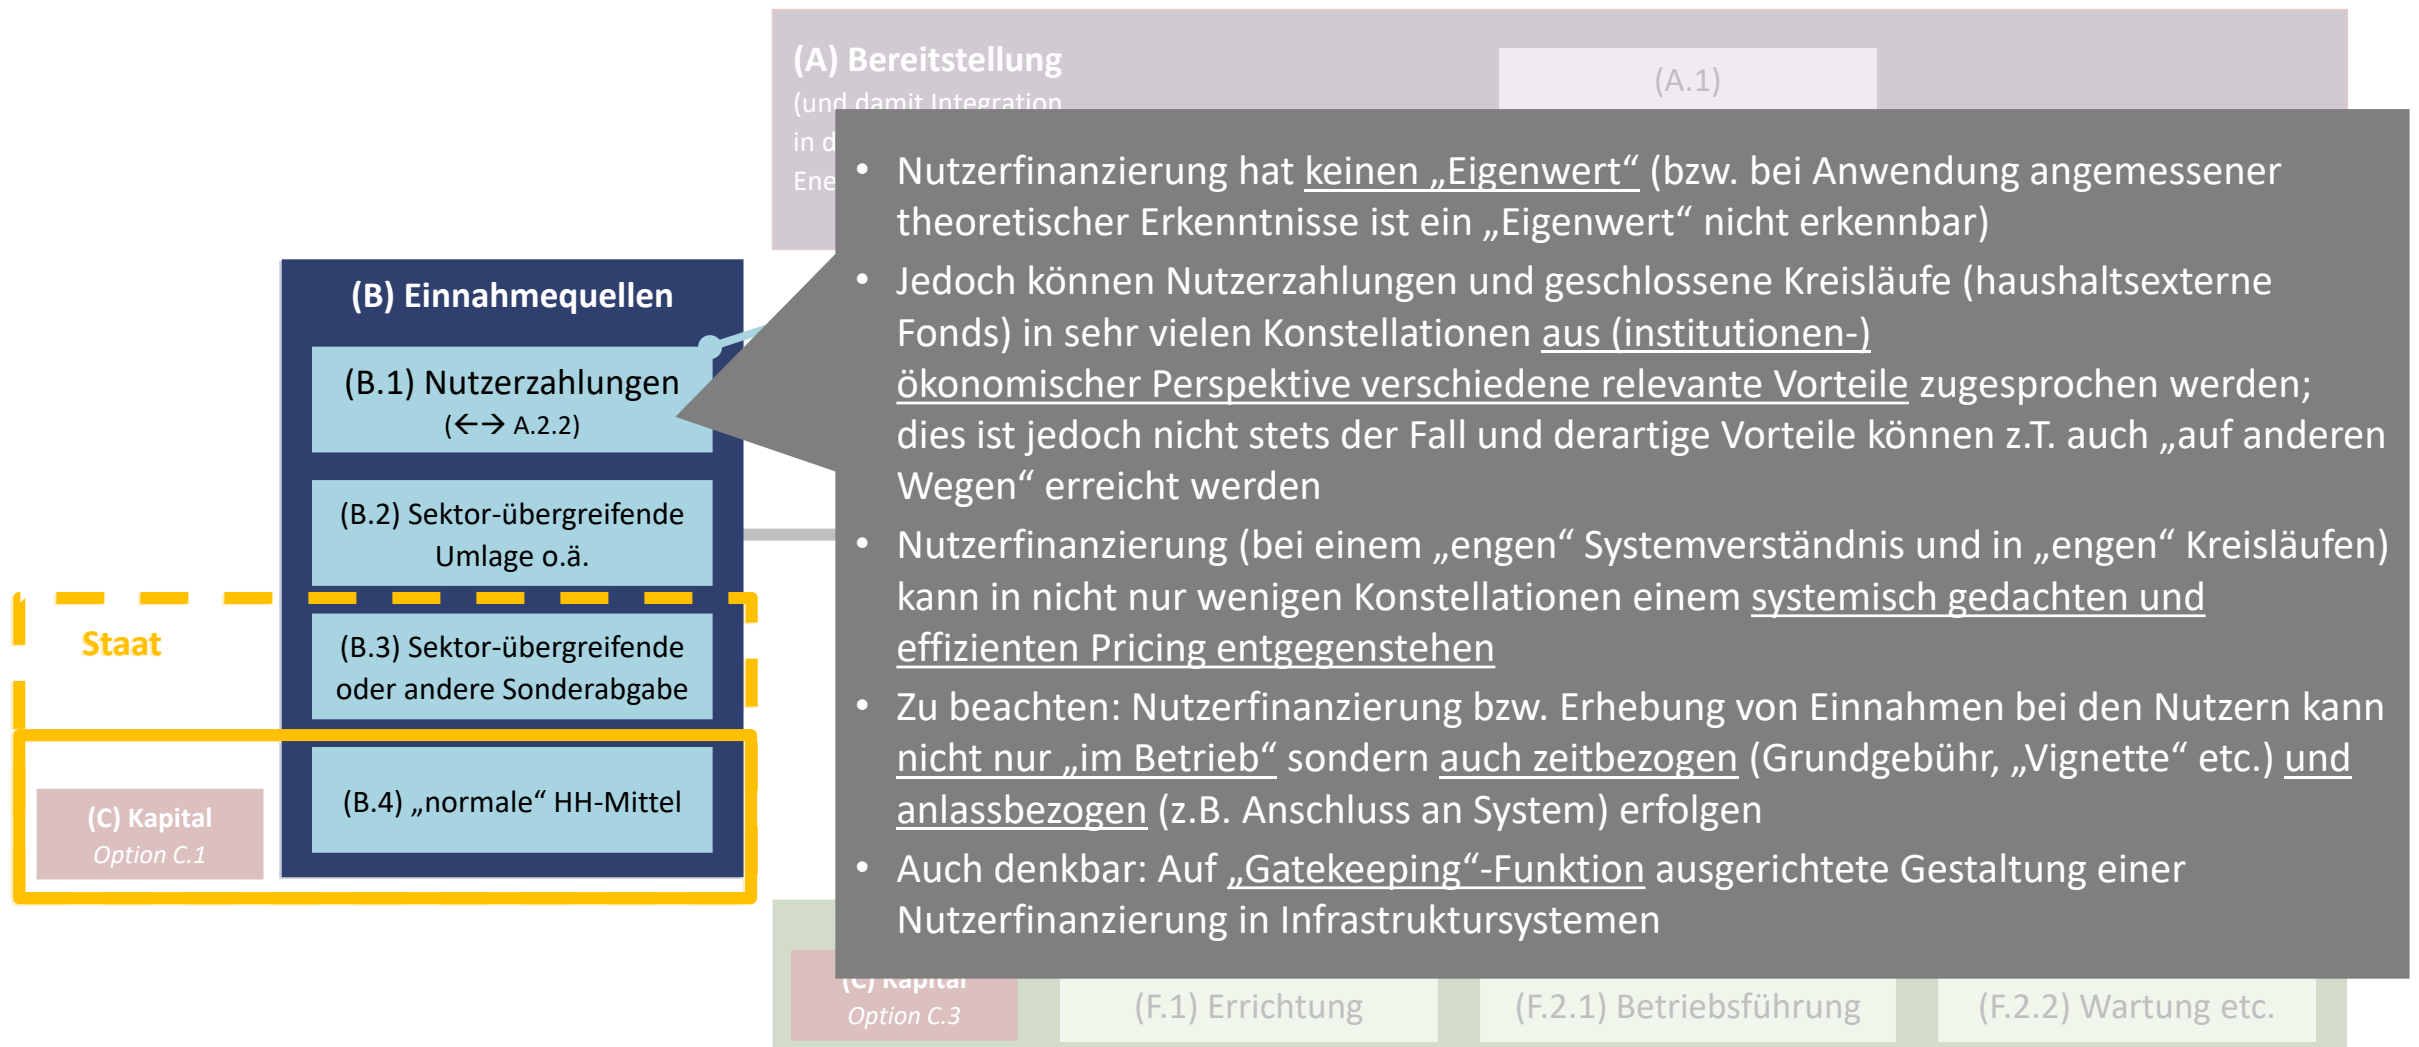 (A) Bereitstellung
(und damit Integration
in d
Ene
(A.1)
• Nutzerfinanzierung hat keinen „Eigenwert“ (bzw. bei Anwendung angemessener
theoretischer Erkenntnisse ist ein „Eigenwert“ nicht erkennbar)
• Jedoch können Nutzerzahlungen und geschlossene Kreisläufe (haushaltsexterne
Fonds) in sehr vielen Konstellationen aus (institutionen-)
ökonomischer Perspektive verschiedene relevante Vorteile zugesprochen werden;
dies ist jedoch nicht stets der Fall und derartige Vorteile können z.T. auch „auf anderen
Wegen“ erreicht werden
• Nutzerfinanzierung (bei einem „engen“ Systemverständnis und in „engen“ Kreisläufen)
kann in nicht nur wenigen Konstellationen einem systemisch gedachten und
effizienten Pricing entgegenstehen
• Zu beachten: Nutzerfinanzierung bzw. Erhebung von Einnahmen bei den Nutzern kann
nicht nur „im Betrieb“ sondern auch zeitbezogen (Grundgebühr, „Vignette“ etc.) und
anlassbezogen (z.B. Anschluss an System) erfolgen
• Auch denkbar: Auf „Gatekeeping“-Funktion ausgerichtete Gestaltung einer
Nutzerfinanzierung in Infrastruktursystemen
(B) Einnahmequellen
(B.1) Nutzerzahlungen
(←→ A.2.2)
(B.2) Sektor-übergreifende
Umlage o.ä.
Staat
(B.3) Sektor-übergreifende
oder andere Sonderabgabe
(B.4) „normale“ HH-Mittel
(C) Kapital
Option C.1
(C) Kapital
Option C.3
(F.1) Errichtung
(F.2.1) Betriebsführung
(F.2.2) Wartung etc.